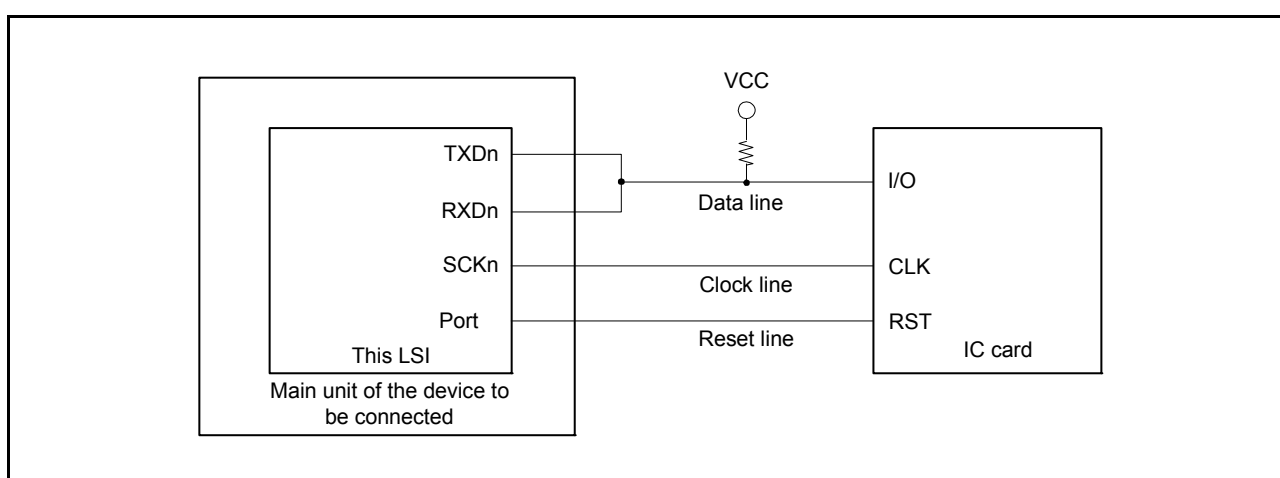 VCC
TXDn
I/O
Data line
RXDn
SCKn
CLK
Clock line
Port
RST
Reset line
This LSI
IC card
Main unit of the device to
be connected